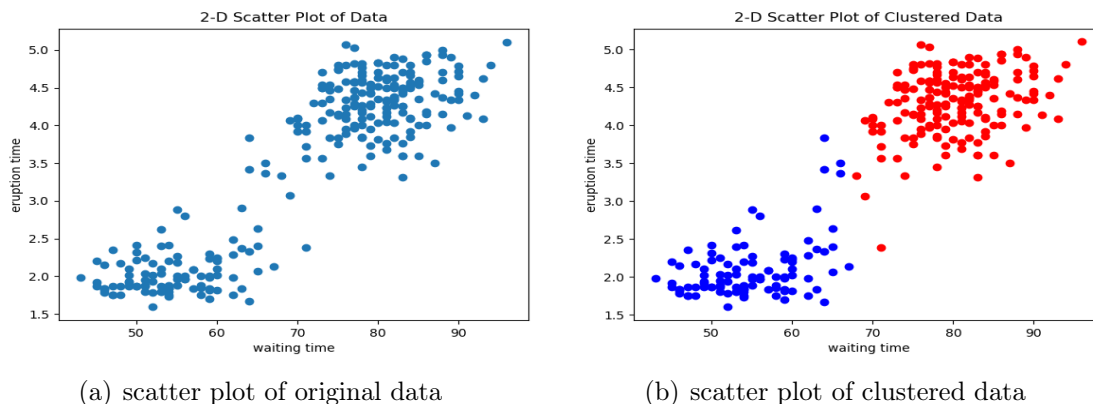 2-D Scatter Plot of Data
eruption time
5.0
4.5
4.0
3.5
3.0
2.5
2.0
1.5
50 60 70 80 90
waiting time
(a) scatter plot of original data
2-D Scatter Plot of Clustered Data
eruption time
5.0
4.5
4.0
3.5
3.0
2.5
2.0
1.5
50 60 70 80 90
waiting time
(b) scatter plot of clustered data